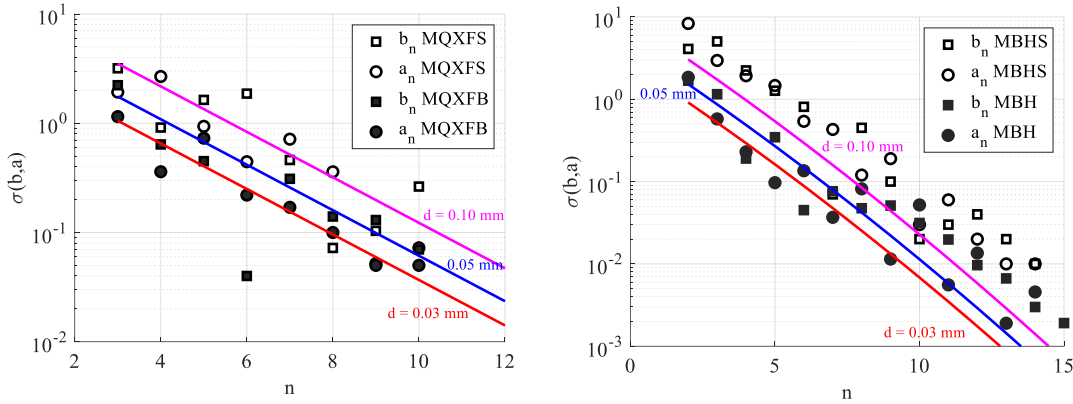 σ(b,a)
10^1
10^0
10^-1
10^-2
2
4
6
8
10
12
n
b_n MQXFS
a_n MQXFS
b_n MQXFB
a_n MQXFB
d = 0.10 mm
0.05 mm
d = 0.03 mm
σ(b,a)
10^1
10^0
10^-1
10^-2
10^-3
0
5
10
15
n
b_n MBHS
a_n MBHS
b_n MBH
a_n MBH
0.05 mm
d = 0.10 mm
d = 0.03 mm